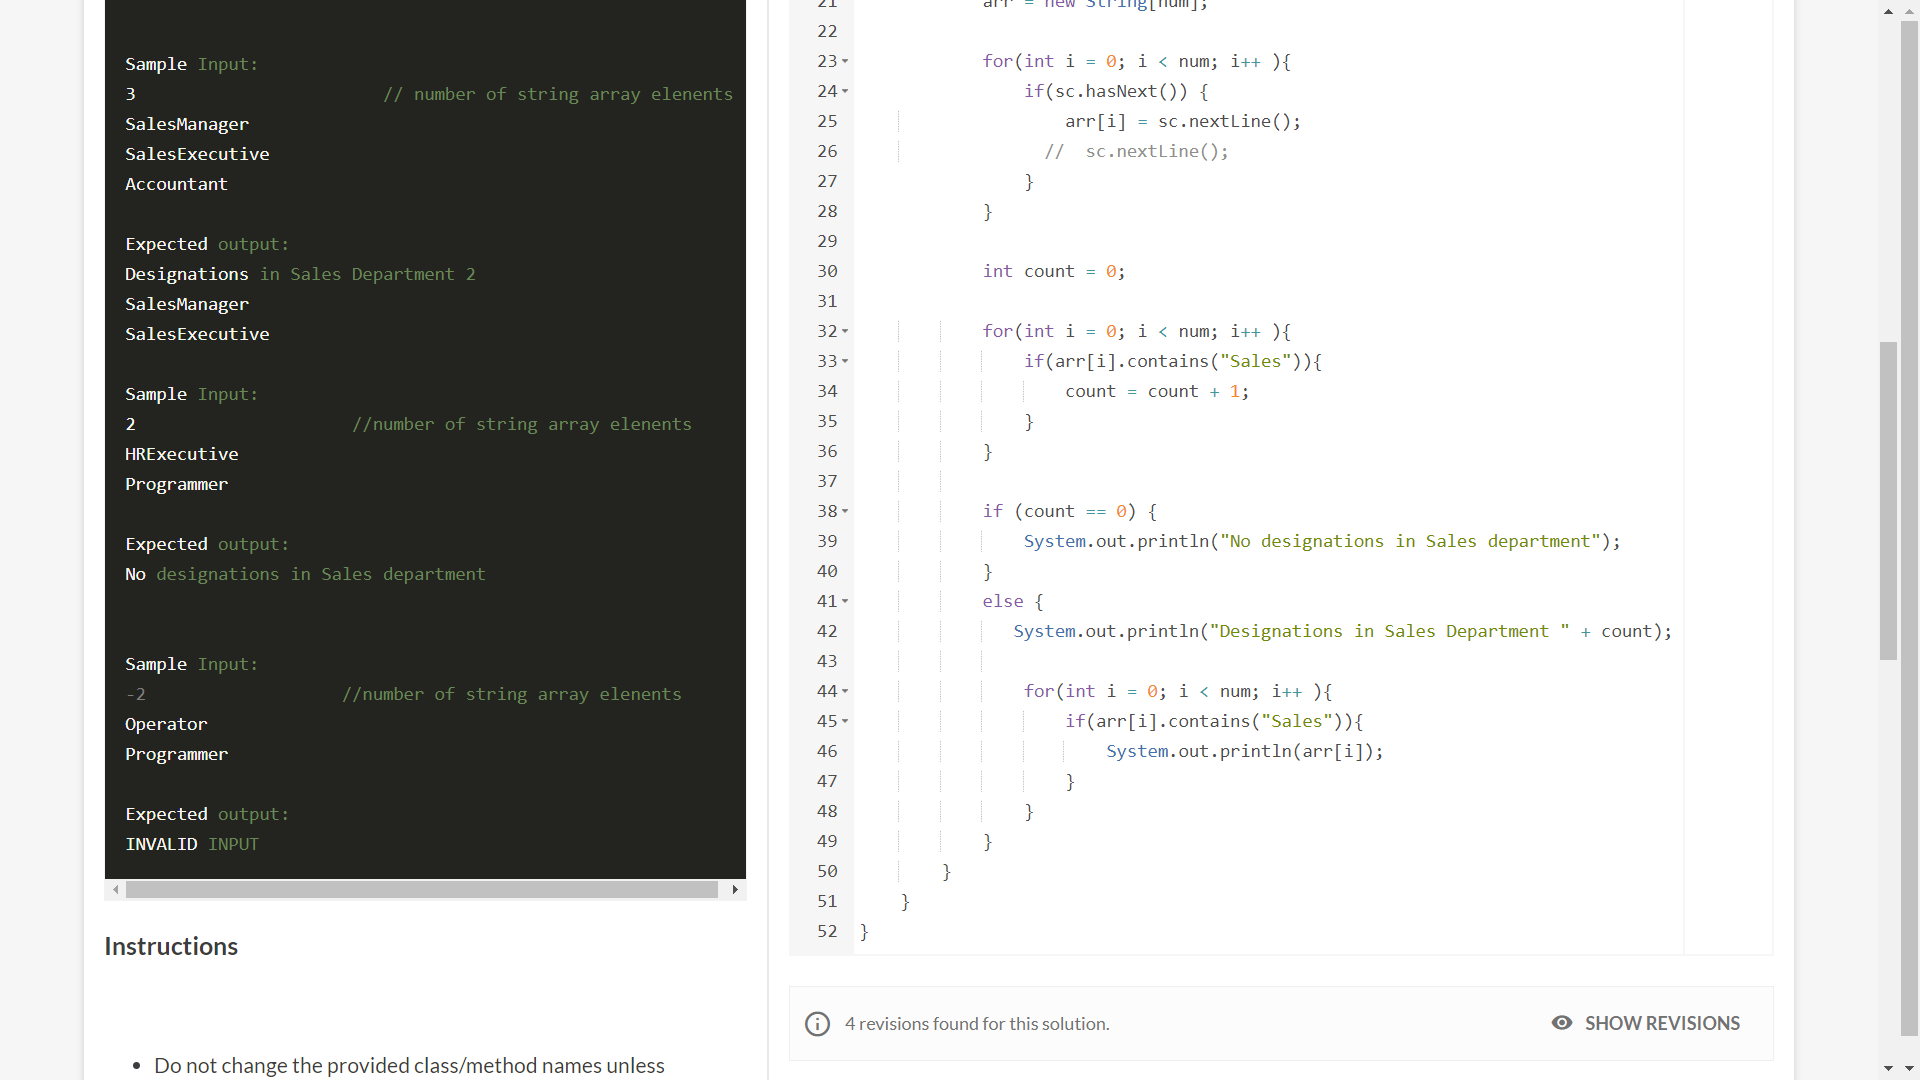 Sample Input:
3 // number of string array elenents
SalesManager
SalesExecutive
Accountant
Expected output:
Designations in Sales Department 2
SalesManager
SalesExecutive
Sample Input:
2 //number of string array elenents
HRExecutive
Programmer
Expected output:
No designations in Sales department
Sample Input:
-2 //number of string array elenents
Operator
Programmer
Expected output:
INVALID INPUT
Instructions
• Do not change the provided class/method names unless
21 arr = new String[num];
22
23 for(int i = 0; i < num; i++ ){
24 if(sc.hasNext()) {
25 arr[i] = sc.nextLine();
26 // sc.nextLine();
27 }
28 }
29
30 int count = 0;
31
32 for(int i = 0; i < num; i++ ){
33 if(arr[i].contains("Sales")){
34 count = count + 1;
35 }
36 }
37
38 if (count == 0) {
39 System.out.println("No designations in Sales department");
40 }
41 else {
42 System.out.println("Designations in Sales Department " + count);
43
44 for(int i = 0; i < num; i++ ){
45 if(arr[i].contains("Sales")){
46 System.out.println(arr[i]);
47 }
48 }
49 }
50 }
51 }
52 }
4 revisions found for this solution.
SHOW REVISIONS